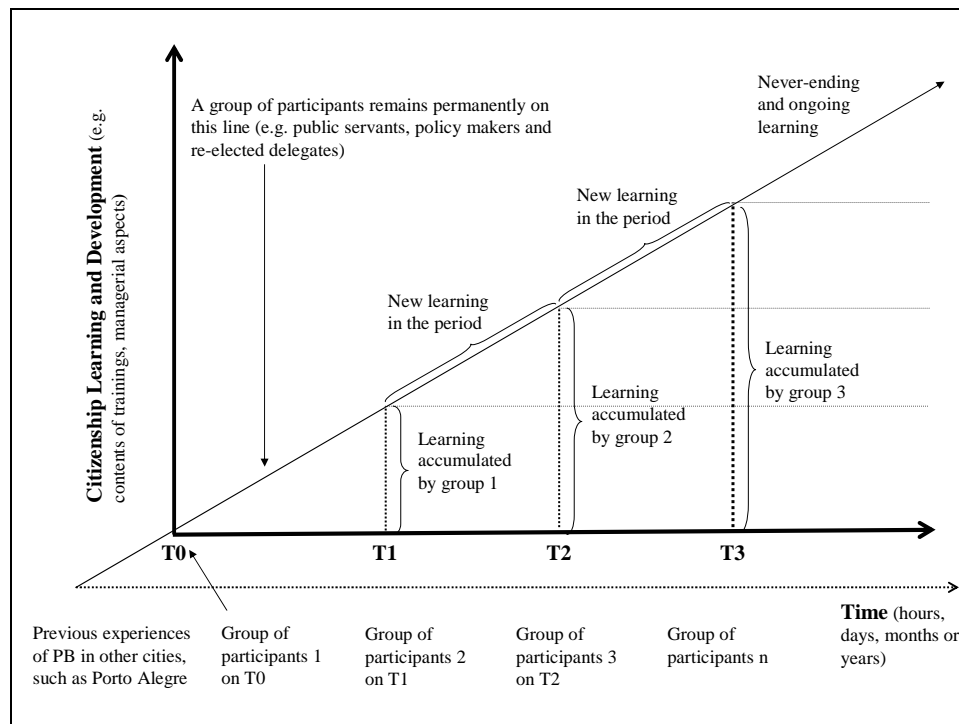 Citizenship Learning and Development (e.g.
contents of trainings, managerial aspects)
A group of participants remains permanently on
this line (e.g. public servants, policy makers and
re-elected delegates)
Never-ending
and ongoing
learning
New learning
in the period
New learning
in the period
Learning
accumulated
by group 1
Learning
accumulated
by group 2
Learning
accumulated
by group 3
T0
T1
T2
T3
Previous experiences
of PB in other cities,
such as Porto Alegre
Group of
participants 1
on T0
Group of
participants 2
on T1
Group of
participants 3
on T2
Group of
participants n
Time (hours,
days, months or
years)